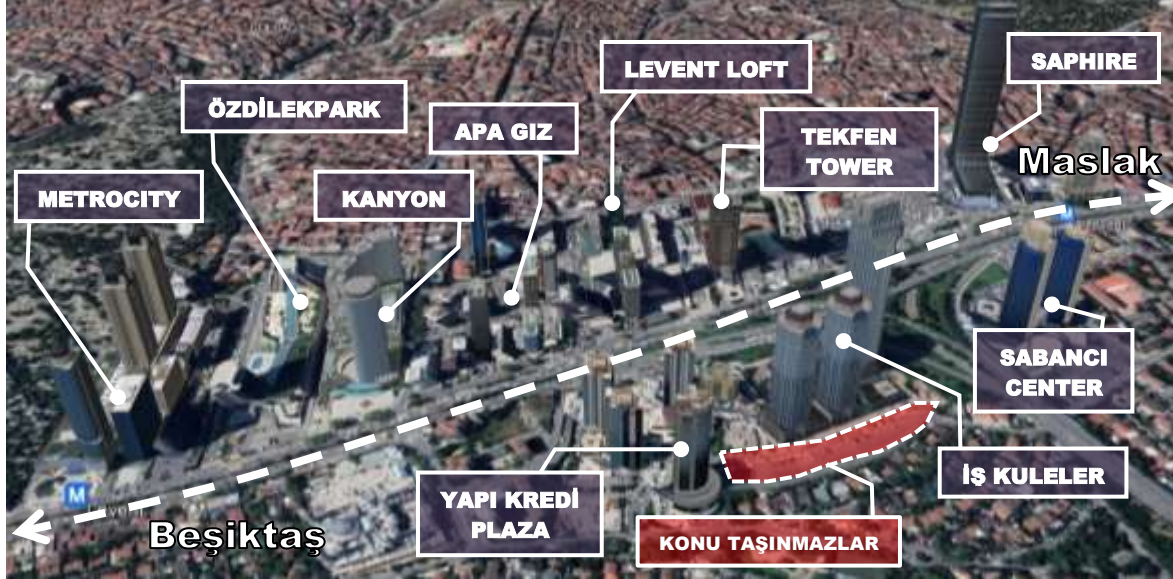 LEVENT LOFT
SAPHIRE
ÖZDİLEKPARK
APA GIZ
TEKFEN
TOWER
Maslak
METROCITY
KANYON
SABANCI
CENTER
İŞ KULELER
YAPI KREDİ
PLAZA
M
Beşiktaş
KONU TAŞINMAZLAR